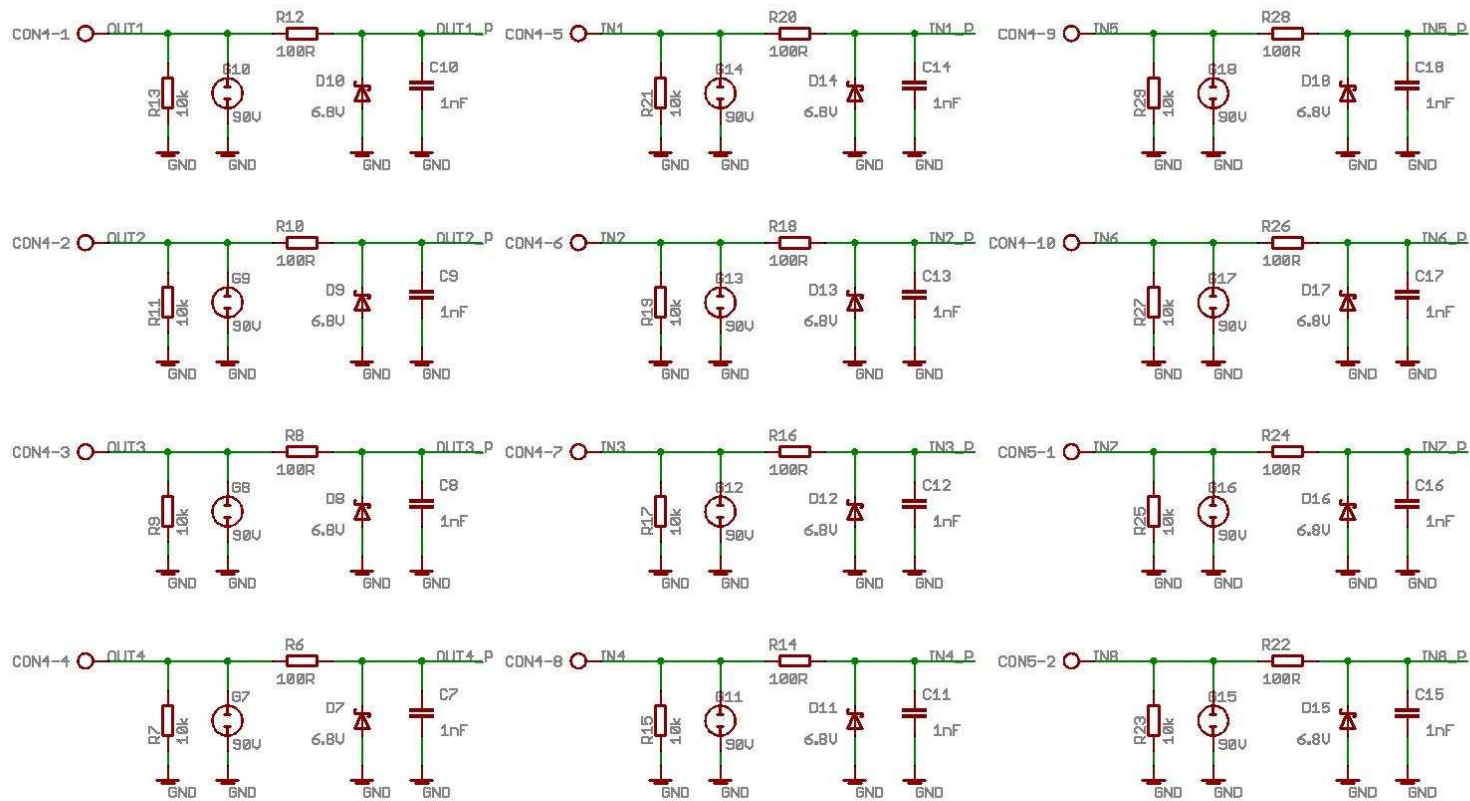 CON4-1 OUT1 R12 100R OUT1_P
R13 10k G10 90V D10 6.8V C10 1nF
GND GND GND GND
CON4-5 IN1 R20 100R IN1_P
R21 10k G14 90V D14 6.8V C14 1nF
GND GND GND GND
CON4-9 IN5 R28 100R IN5_P
R29 10k G18 90V D18 6.8V C18 1nF
GND GND GND GND
CON4-2 OUT2 R10 100R OUT2_P
R11 10k G9 90V D9 6.8V C9 1nF
GND GND GND GND
CON4-6 IN2 R18 100R IN2_P
R19 10k G13 90V D13 6.8V C13 1nF
GND GND GND GND
CON4-10 IN6 R26 100R IN6_P
R27 10k G17 90V D17 6.8V C17 1nF
GND GND GND GND
CON4-3 OUT3 R8 100R OUT3_P
R9 10k G8 90V D8 6.8V C8 1nF
GND GND GND GND
CON4-7 IN3 R16 100R IN3_P
R17 10k G12 90V D12 6.8V C12 1nF
GND GND GND GND
CON5-1 IN7 R24 100R IN7_P
R25 10k G16 90V D16 6.8V C16 1nF
GND GND GND GND
CON4-4 OUT4 R6 100R OUT4_P
R7 10k G7 90V D7 6.8V C7 1nF
GND GND GND GND
CON4-8 IN4 R14 100R IN4_P
R15 10k G11 90V D11 6.8V C11 1nF
GND GND GND GND
CON5-2 IN8 R22 100R IN8_P
R23 10k G15 90V D15 6.8V C15 1nF
GND GND GND GND